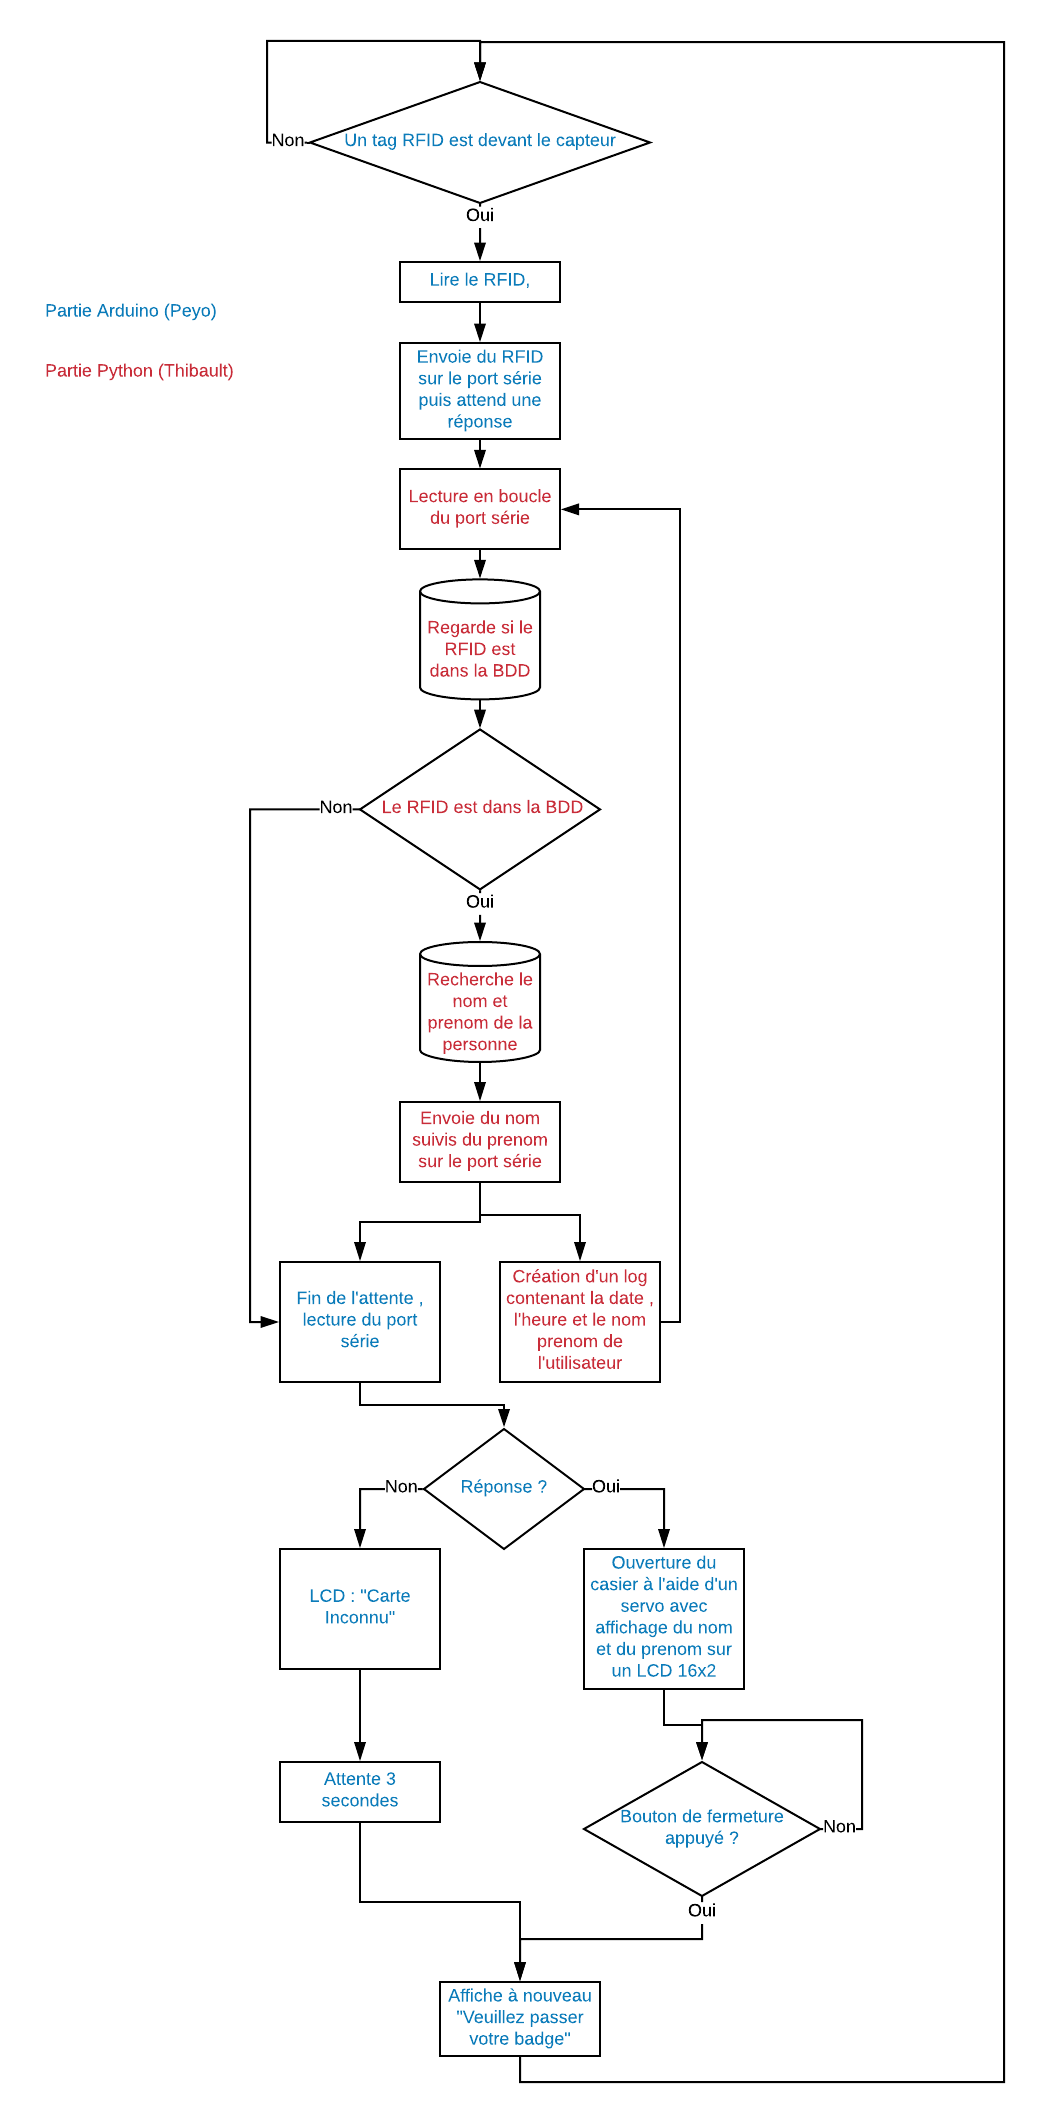 Non
Un tag RFID est devant le capteur
Oui
Lire le RFID,
Partie Arduino (Peyo)
Partie Python (Thibault)
Envoie du RFID
sur le port série
puis attend une
réponse
Lecture en boucle
du port série
Regarde si le
RFID est
dans la BDD
Non
Le RFID est dans la BDD
Oui
Recherche le
nom et
prenom de la
personne
Envoie du nom
suivis du prenom
sur le port série
Fin de l'attente ,
lecture du port
série
Création d'un log
contenant la date ,
l'heure et le nom
prenom de
l'utilisateur
Non
Réponse ?
Oui
LCD : "Carte
Inconnu"
Ouverture du
casier à l'aide d'un
servo avec
affichage du nom
et du prenom sur
un LCD 16x2
Attente 3
secondes
Bouton de fermeture
appuyé ?
Non
Oui
Affiche à nouveau
"Veuillez passer
votre badge"